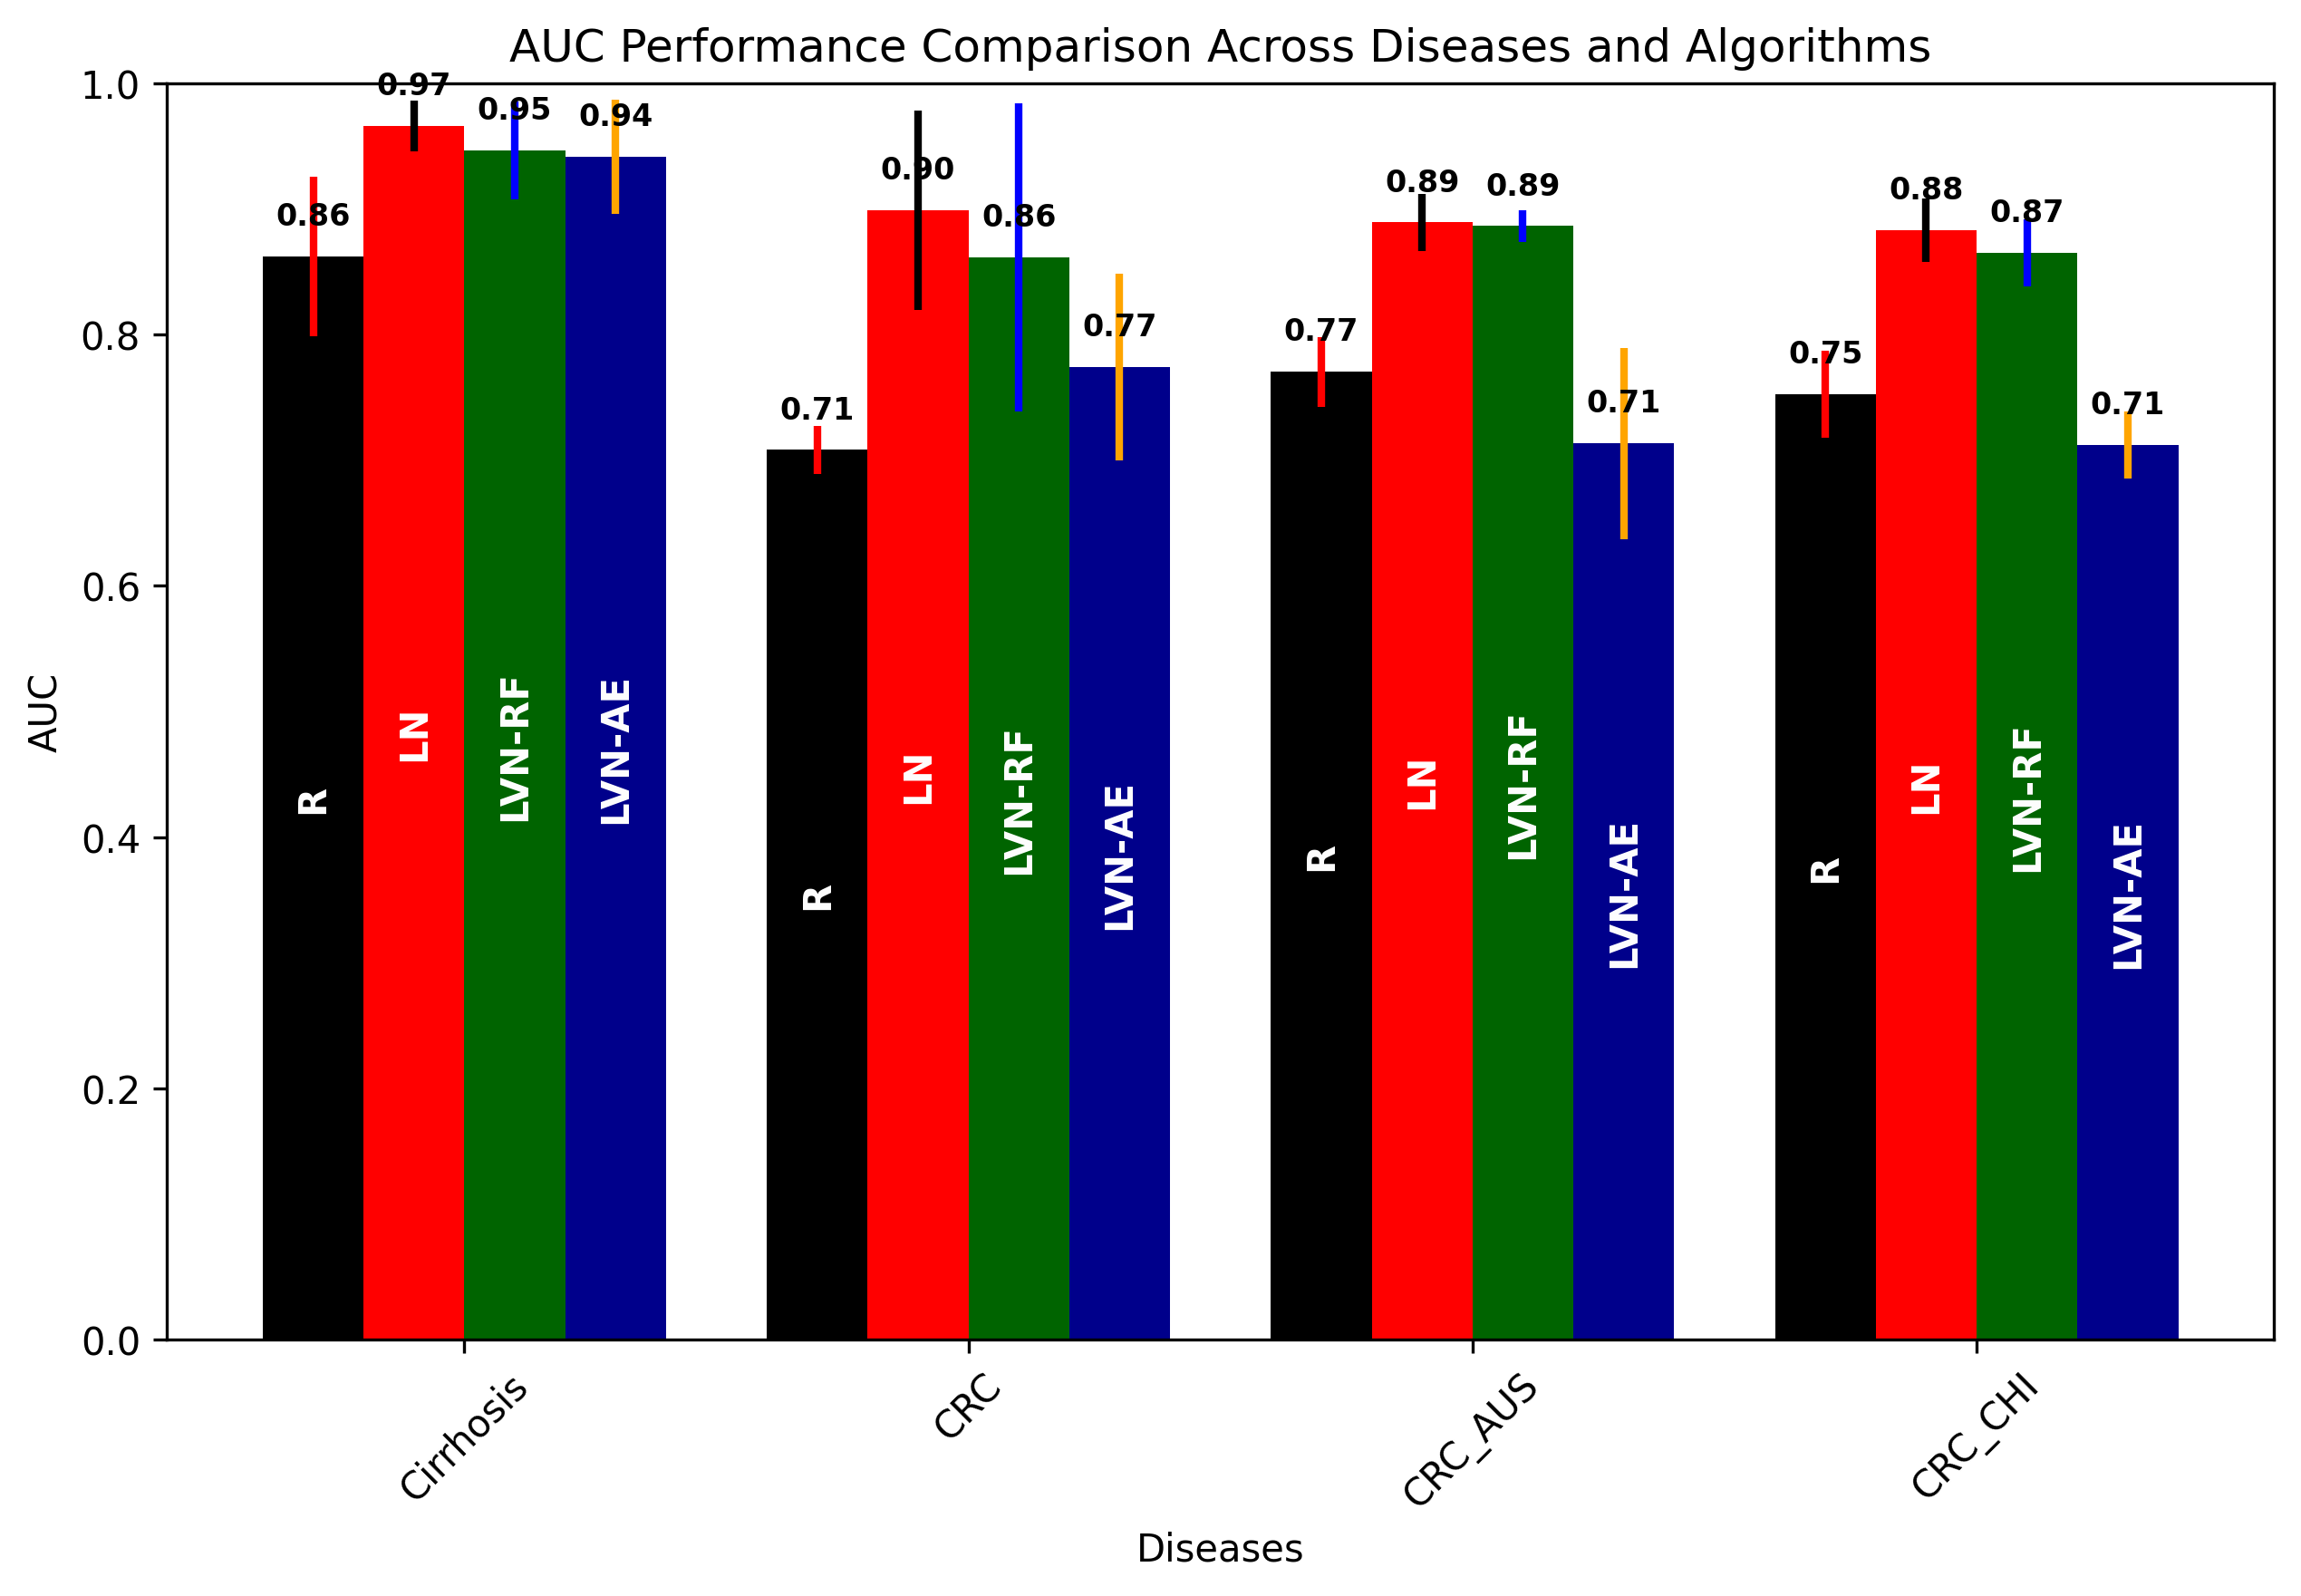 AUC Performance Comparison Across Diseases and Algorithms
AUC
1.0
0.8
0.6
0.4
0.2
0.0
0.86
0.97
0.95
0.94
0.71
0.90
0.86
0.77
0.77
0.89
0.89
0.71
0.75
0.88
0.87
0.71
R
LN
LVN-RF
LVN-AE
R
LN
LVN-RF
LVN-AE
R
LN
LVN-RF
LVN-AE
R
LN
LVN-RF
LVN-AE
Cirrhosis
CRC
CRC_AUS
CRC_CHI
Diseases